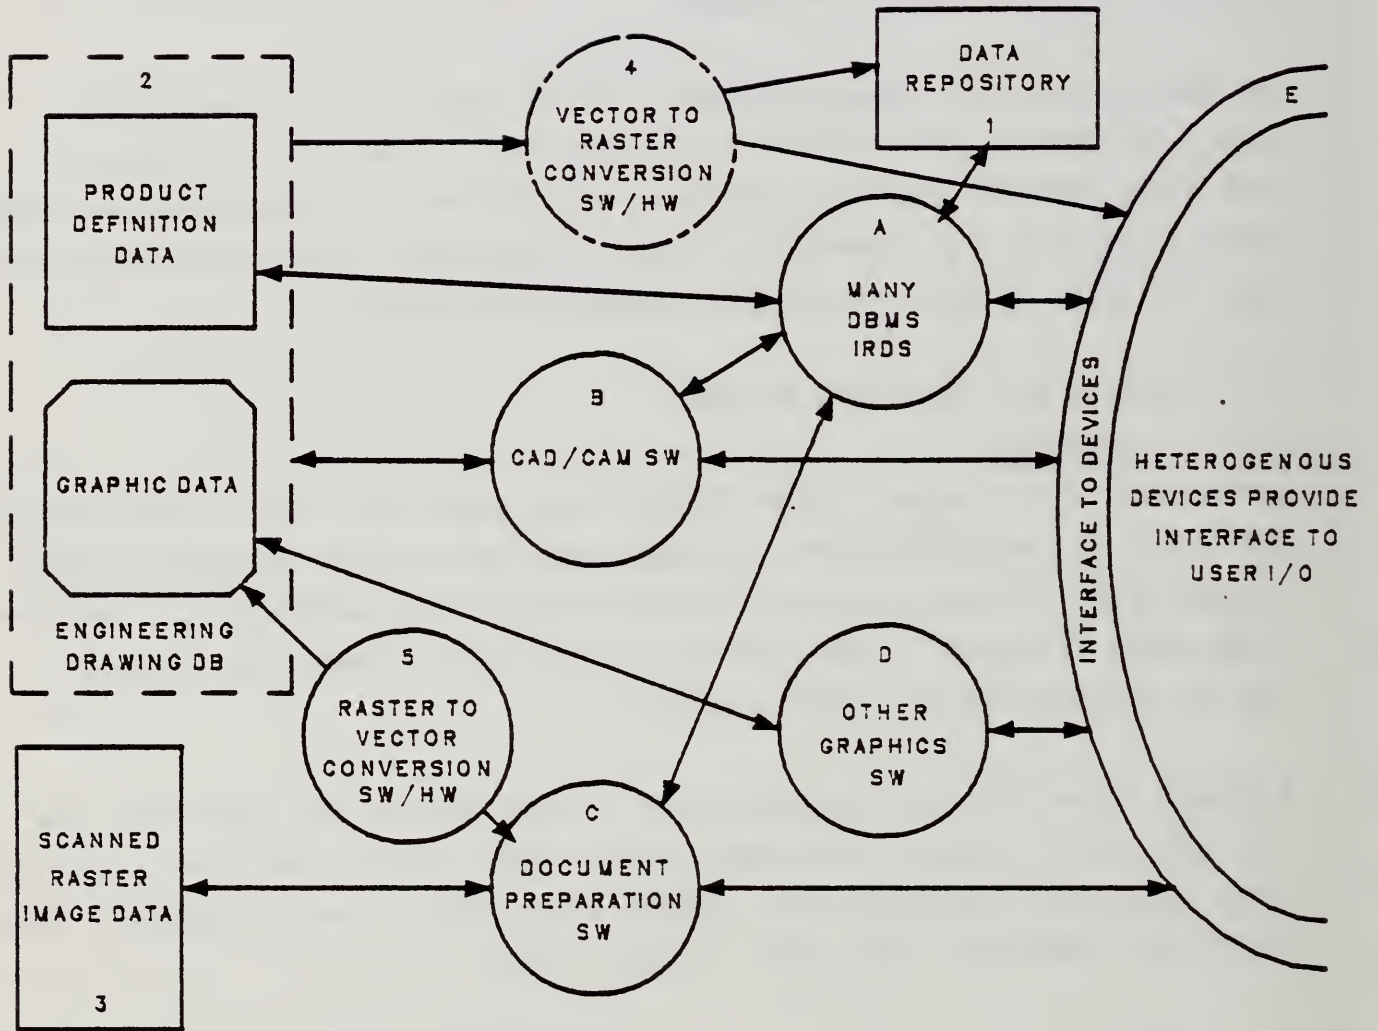 2
PRODUCT
DEFINITION
DATA
GRAPHIC DATA
ENGINEERING
DRAWING DB
4
VECTOR TO
RASTER
CONVERSION
SW/HW
DATA
REPOSITORY
1
A
MANY
DBMS
IRDS
B
CAD/CAM SW
5
RASTER TO
VECTOR
CONVERSION
SW/HW
D
OTHER
GRAPHICS
SW
C
DOCUMENT
PREPARATION
SW
SCANNED
RASTER
IMAGE DATA
3
E
INTERFACE TO DEVICES
HETEROGENOUS
DEVICES PROVIDE
INTERFACE TO
USER I/O